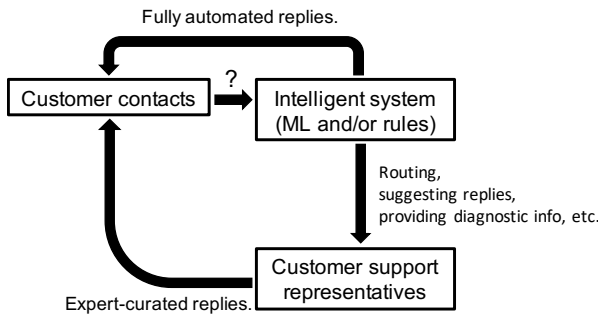 Fully automated replies.
?
Customer contacts
Intelligent system
(ML and/or rules)
Routing,
suggesting replies,
providing diagnostic info, etc.
Customer support
representatives
Expert-curated replies.